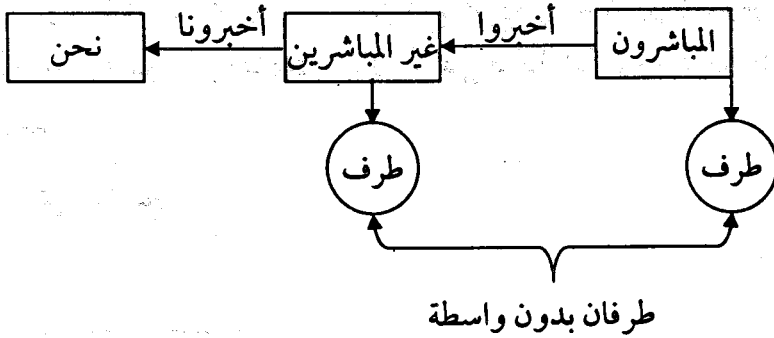 المباشرون
أخبروا
غير المباشرين
أخبرونا
نحن
طرف
طرف
طرفان بدون واسطة